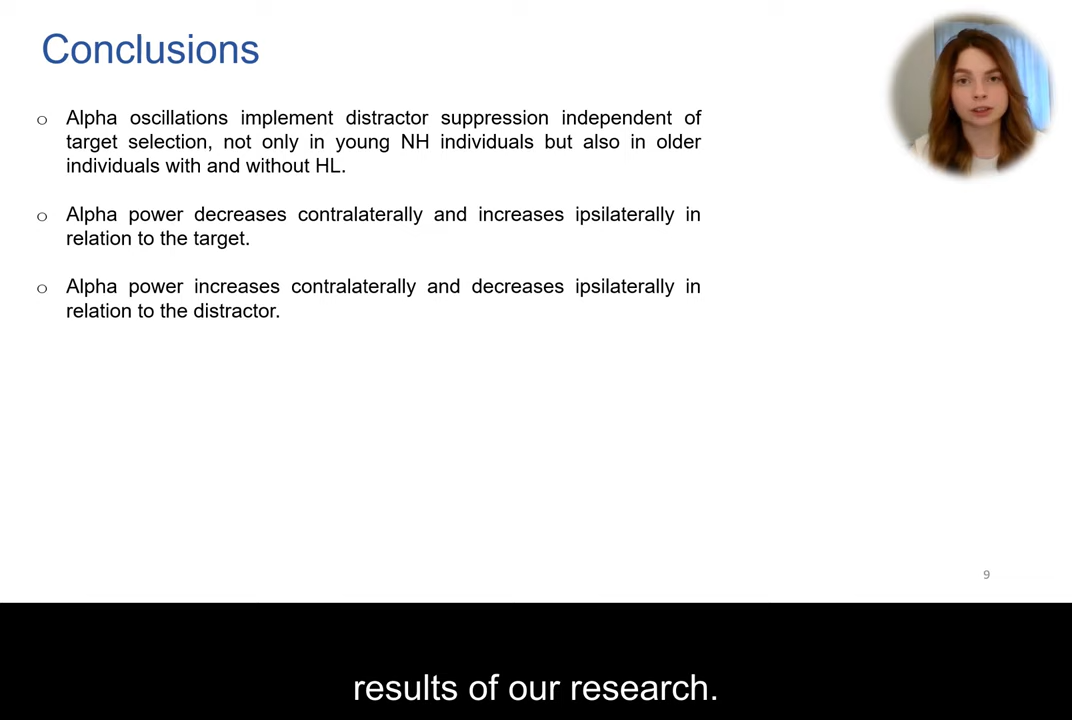 Conclusions
o Alpha oscillations implement distractor suppression independent of
target selection, not only in young NH individuals but also in older
individuals with and without HL.
o Alpha power decreases contralaterally and increases ipsilaterally in
relation to the target.
o Alpha power increases contralaterally and decreases ipsilaterally in
relation to the distractor.
9
results of our research.